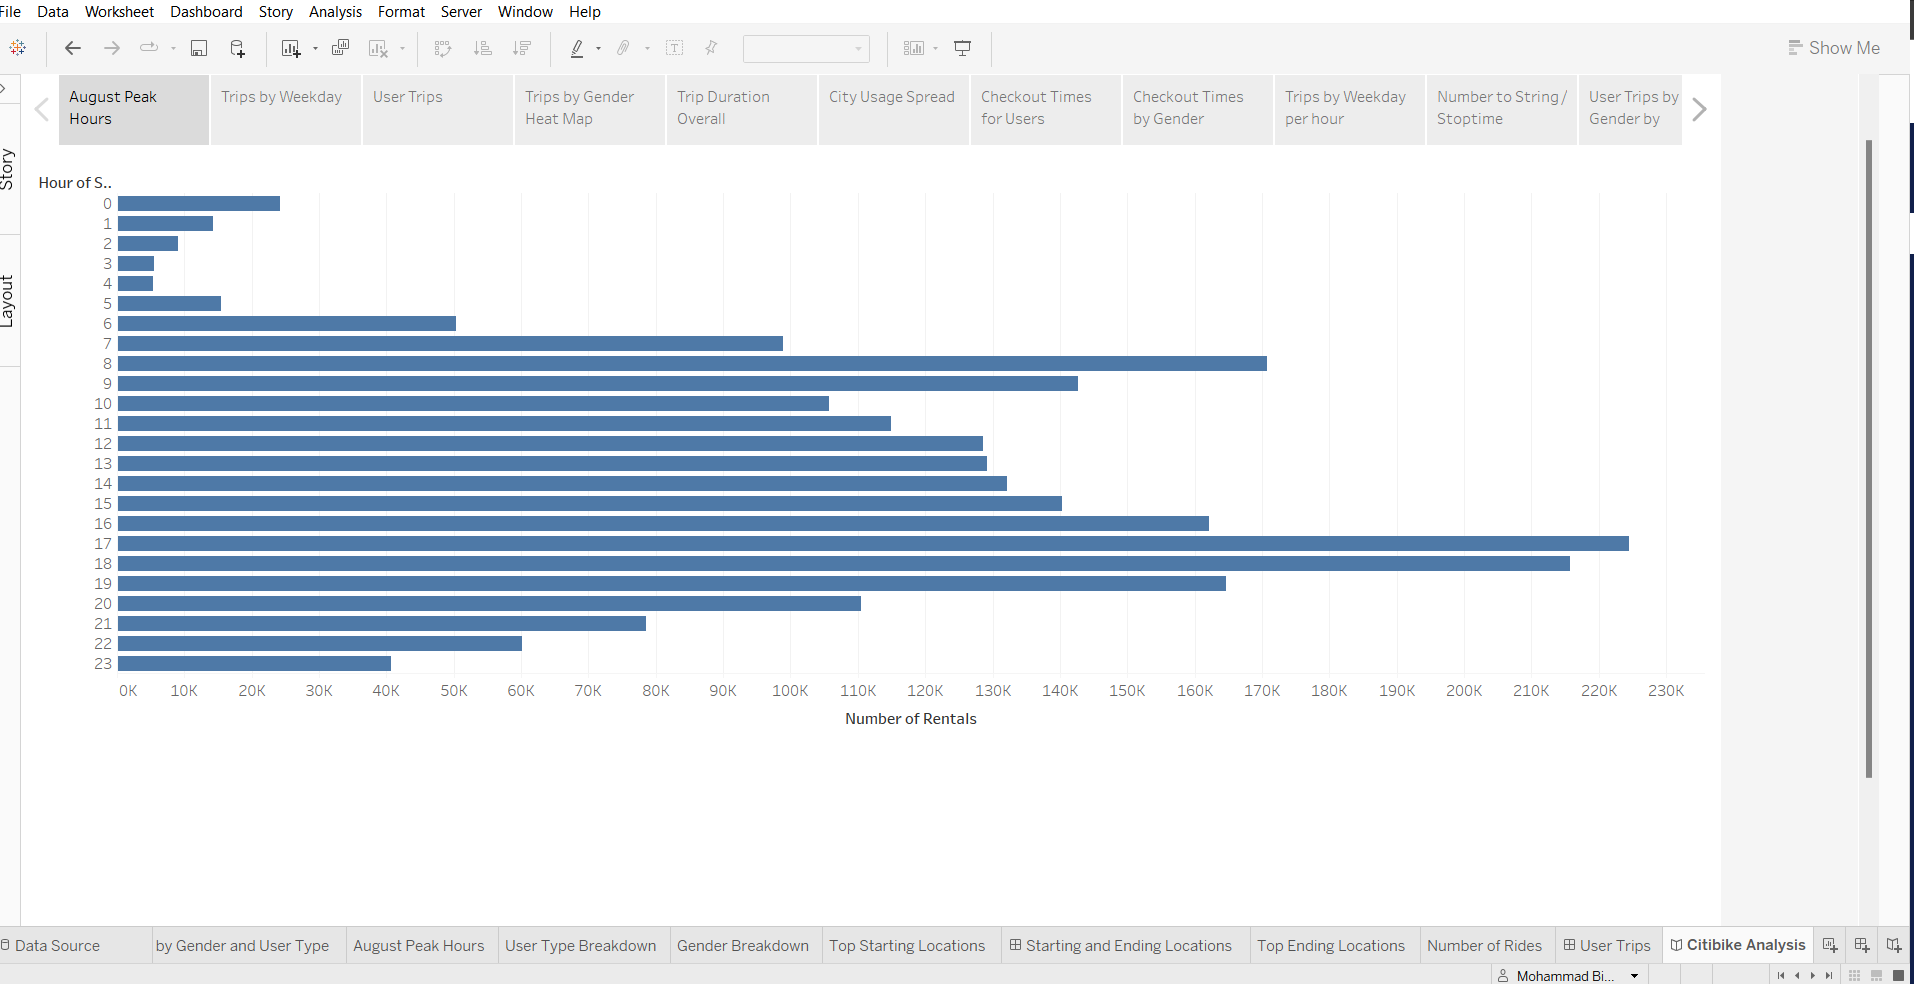 File Data Worksheet Dashboard Story Analysis Format Server Window Help
Show Me
August Peak
Hours
Trips by Weekday
User Trips
Trips by Gender
Heat Map
Trip Duration
Overall
City Usage Spread
Checkout Times
for Users
Checkout Times
by Gender
Trips by Weekday
per hour
Number to String /
Stoptime
User Trips by
Gender by
Story
Layout
Hour of S..
0
1
2
3
4
5
6
7
8
9
10
11
12
13
14
15
16
17
18
19
20
21
22
23
0K 10K 20K 30K 40K 50K 60K 70K 80K 90K 100K 110K 120K 130K 140K 150K 160K 170K 180K 190K 200K 210K 220K 230K
Number of Rentals
Data Source by Gender and User Type August Peak Hours User Type Breakdown Gender Breakdown Top Starting Locations Starting and Ending Locations Top Ending Locations Number of Rides User Trips Citibike Analysis
Mohammad Bi...